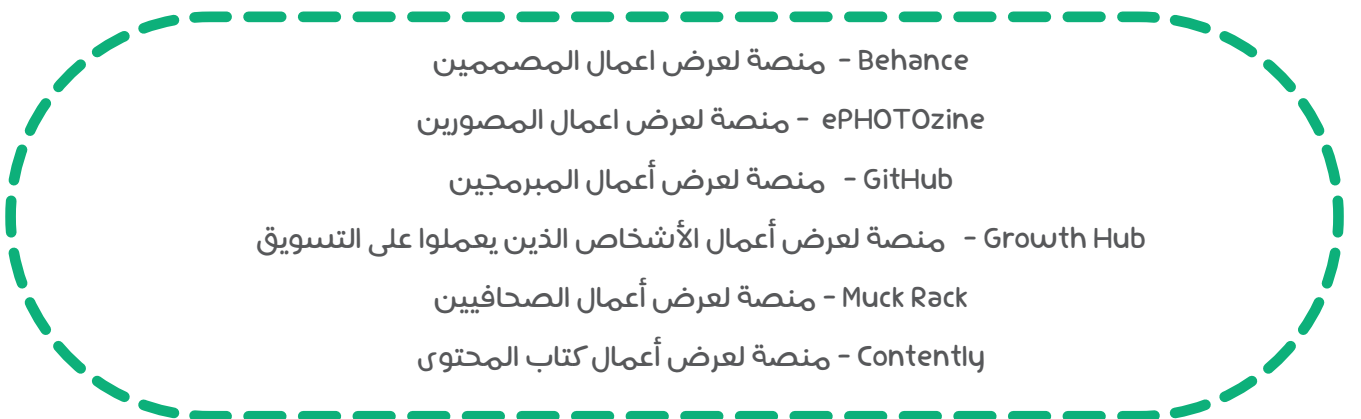 Behance - منصة لعرض اعمال المصممين
ePHOTOzine - منصة لعرض اعمال المصورين
GitHub - منصة لعرض أعمال المبرمجين
Growth Hub - منصة لعرض أعمال الأشخاص الذين يعملوا على التسويق
Muck Rack - منصة لعرض أعمال الصحافيين
Contently - منصة لعرض أعمال كتاب المحتوى